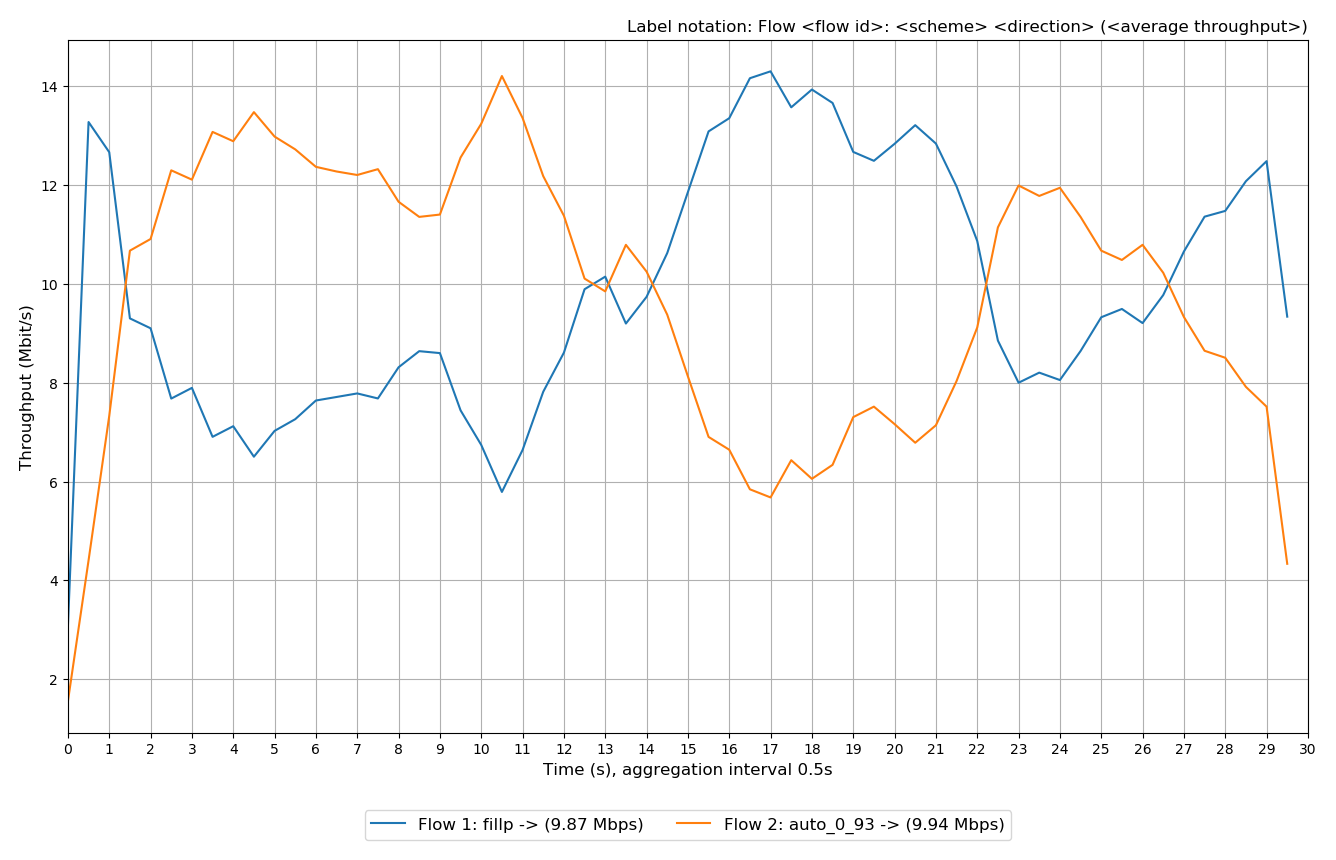 Label notation: Flow <flow id>: <scheme> <direction> (<average throughput>)
14
12
10
8
6
4
2
Throughput (Mbit/s)
0 1 2 3 4 5 6 7 8 9 10 11 12 13 14 15 16 17 18 19 20 21 22 23 24 25 26 27 28 29 30
Time (s), aggregation interval 0.5s
Flow 1: fillp -> (9.87 Mbps) Flow 2: auto_0_93 -> (9.94 Mbps)